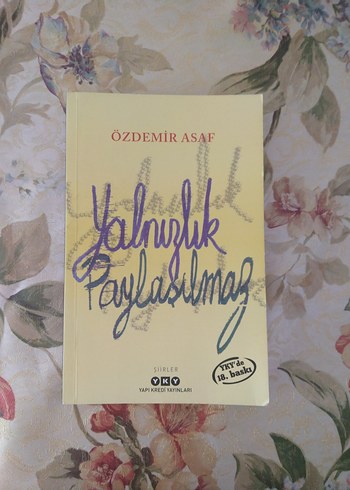 ÖZDEMİR ASAF
Yalnızlık
Paylaşılmaz
ŞİİRLER
YKY
YAPI KREDİ YAYINLARI
YKY'de
18. baskı